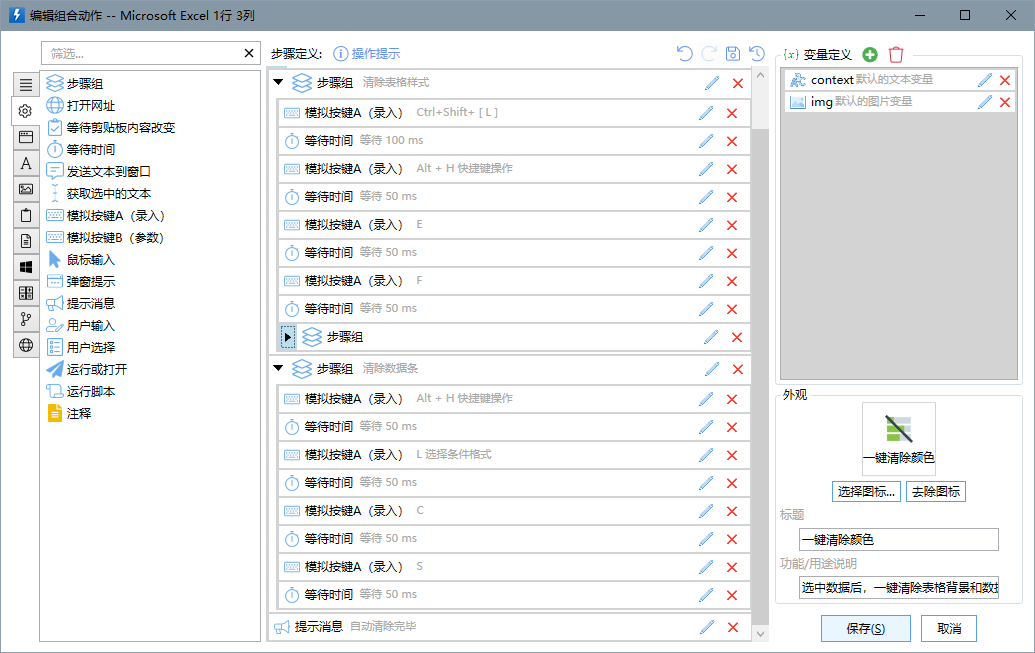 编辑组合动作 -- Microsoft Excel 1行 3列
筛选...
步骤组
打开网址
等待剪贴板内容改变
等待时间
发送文本到窗口
获取选中的文本
模拟按键A（录入）
模拟按键B（参数）
鼠标输入
弹窗提示
提示消息
用户输入
用户选择
运行或打开
运行脚本
注释
步骤定义: 操作提示
步骤组 清除表格样式
模拟按键A（录入） Ctrl+Shift+ [ L ]
等待时间 等待 100 ms
模拟按键A（录入） Alt + H 快捷键操作
等待时间 等待 50 ms
模拟按键A（录入） E
等待时间 等待 50 ms
模拟按键A（录入） F
等待时间 等待 50 ms
步骤组
步骤组 清除数据条
模拟按键A（录入） Alt + H 快捷键操作
等待时间 等待 50 ms
模拟按键A（录入） L 选择条件格式
等待时间 等待 50 ms
模拟按键A（录入） C
等待时间 等待 50 ms
模拟按键A（录入） S
等待时间 等待 50 ms
提示消息 自动清除完毕
{x} 变量定义
context 默认的文本变量
img 默认的图片变量
外观
一键清除颜色
选择图标... 去除图标
标题
一键清除颜色
功能/用途说明
选中数据后，一键清除表格背景和数
保存(S) 取消